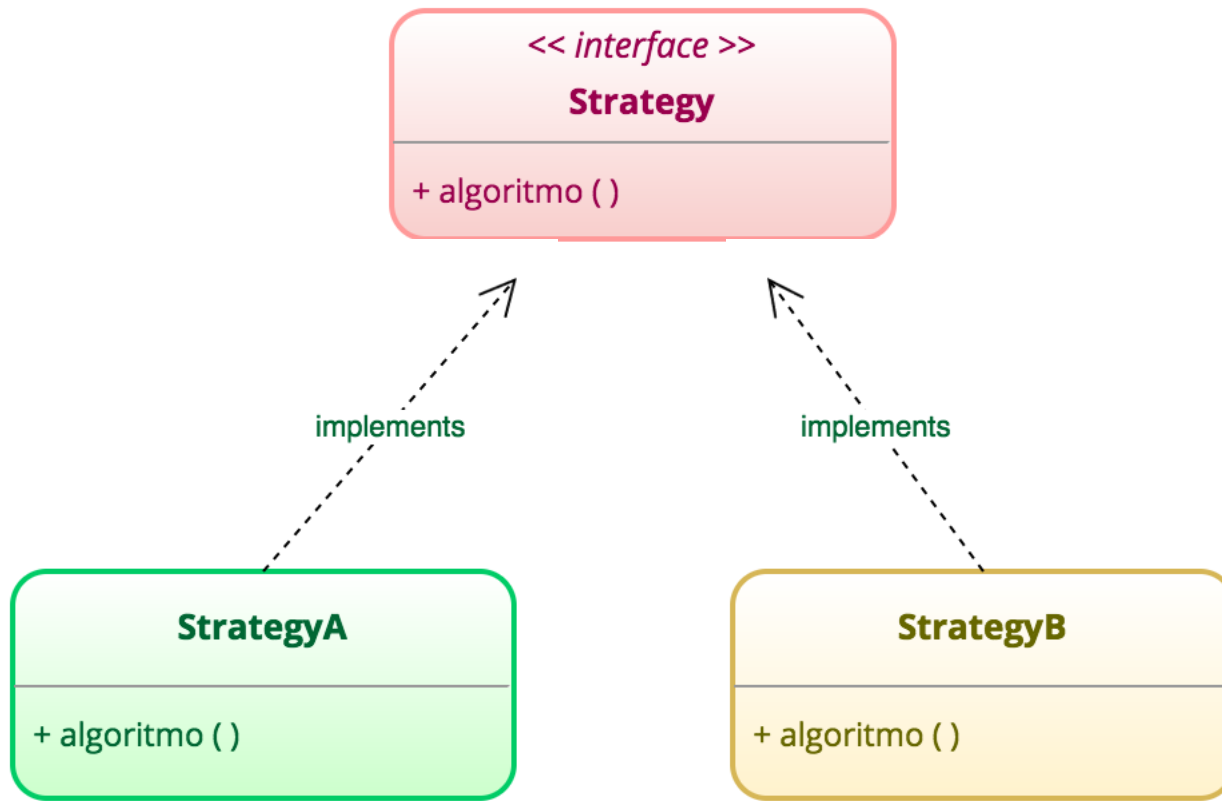 << interface >>
Strategy
+ algoritmo ( )
implements
implements
StrategyA
+ algoritmo ( )
StrategyB
+ algoritmo ( )